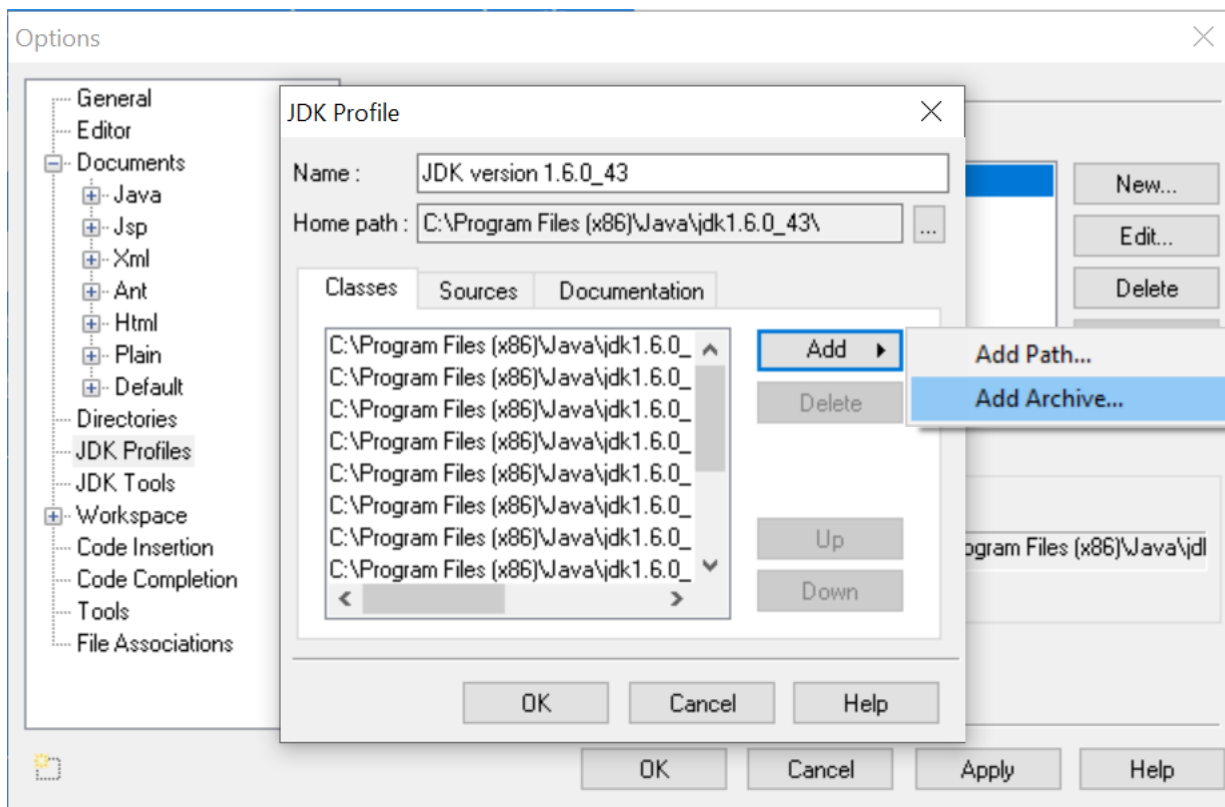 Options
General
Editor
Documents
Java
Jsp
Xml
Ant
Html
Plain
Default
Directories
JDK Profiles
JDK Tools
Workspace
Code Insertion
Code Completion
Tools
File Associations
JDK Profile
Name :
JDK version 1.6.0_43
Home path :
C:\Program Files (x86)\Java\jdk1.6.0_43\
...
Classes
Sources
Documentation
C:\Program Files (x86)\Java\jdk1.6.0_
C:\Program Files (x86)\Java\jdk1.6.0_
C:\Program Files (x86)\Java\jdk1.6.0_
C:\Program Files (x86)\Java\jdk1.6.0_
C:\Program Files (x86)\Java\jdk1.6.0_
C:\Program Files (x86)\Java\jdk1.6.0_
C:\Program Files (x86)\Java\jdk1.6.0_
C:\Program Files (x86)\Java\jdk1.6.0_
Add
Delete
Up
Down
OK
Cancel
Help
New...
Edit...
Delete
Add Path...
Add Archive...
ogram Files (x86)\Java\jdl
OK
Cancel
Apply
Help